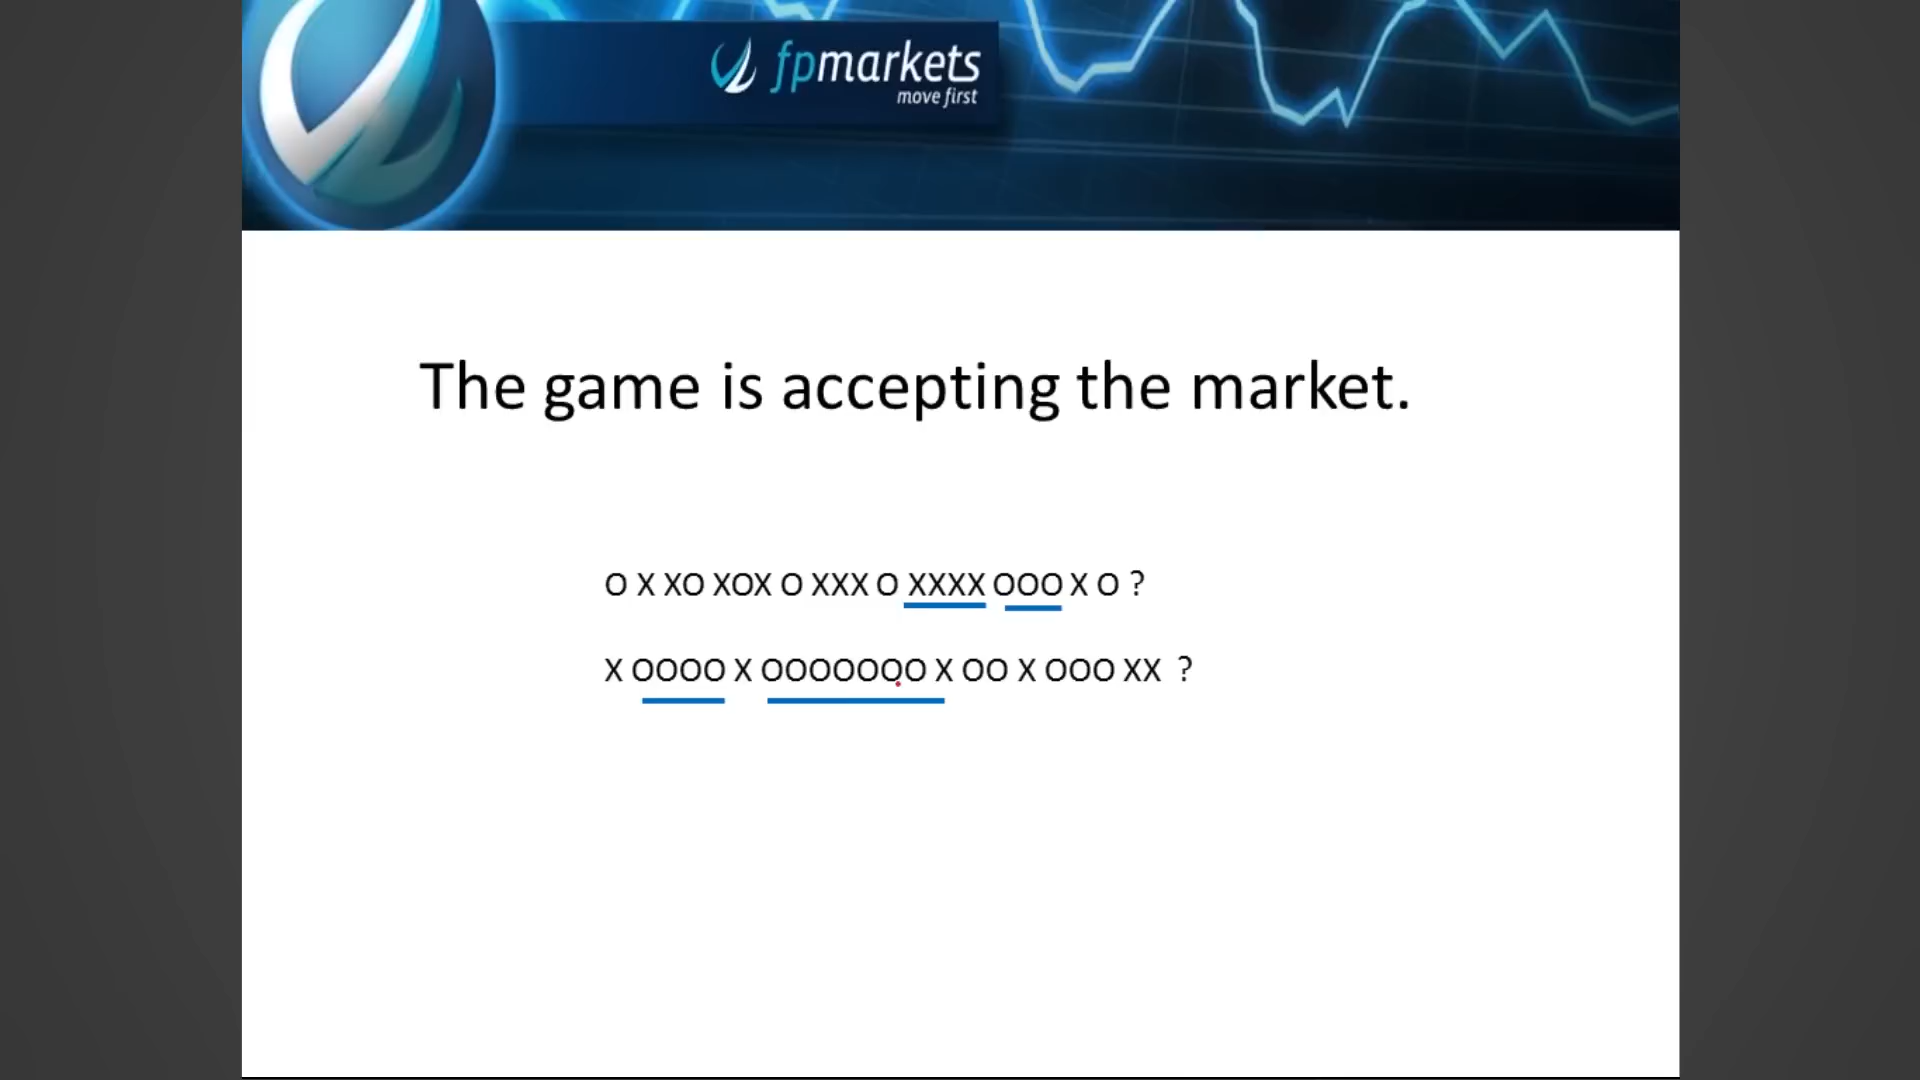 fpmarkets
move first
The game is accepting the market.
O X XO XOX O XXX O XXXX OOO X O ?
X OOOO X OOOOOOO X OO X OOO XX ?